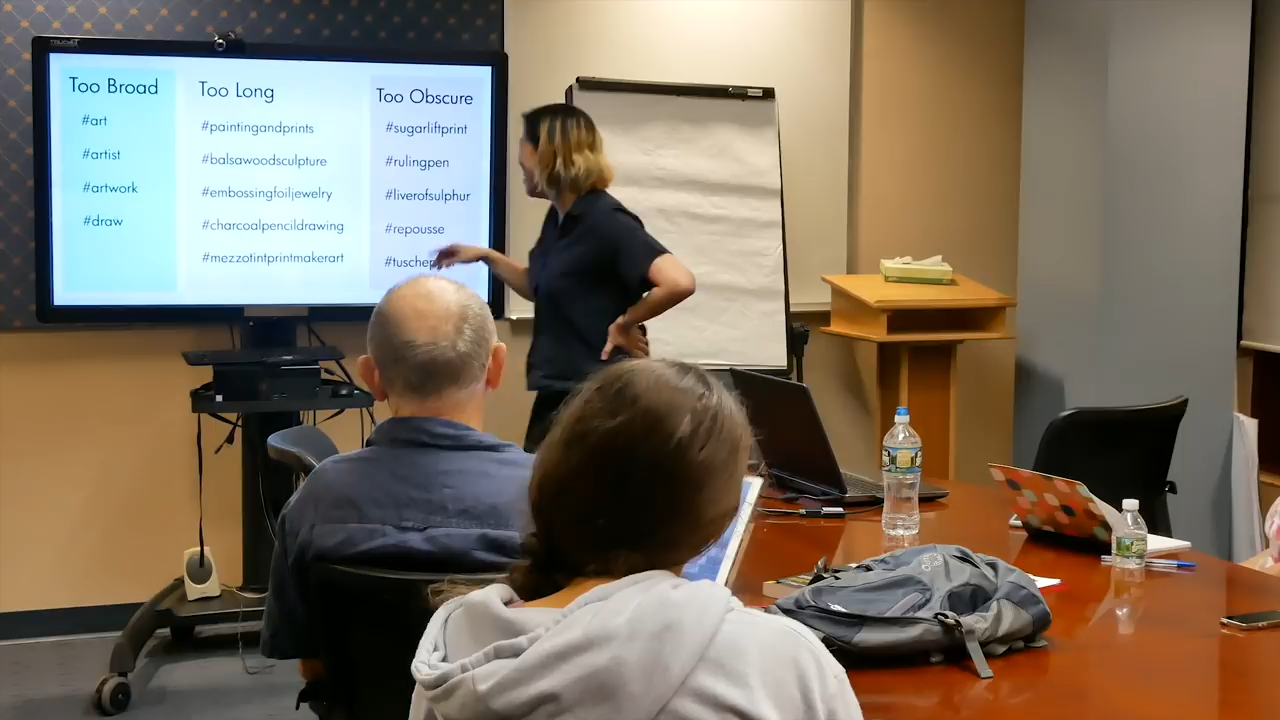 Too Broad
#art
#artist
#artwork
#draw
Too Long
#paintingandprints
#balsawoodsculpture
#embossingfoiljewelry
#charcoalpencildrawing
#mezzotintprintmakerart
Too Obscure
#sugarliftprint
#rulingpen
#liverofsulphur
#repousse